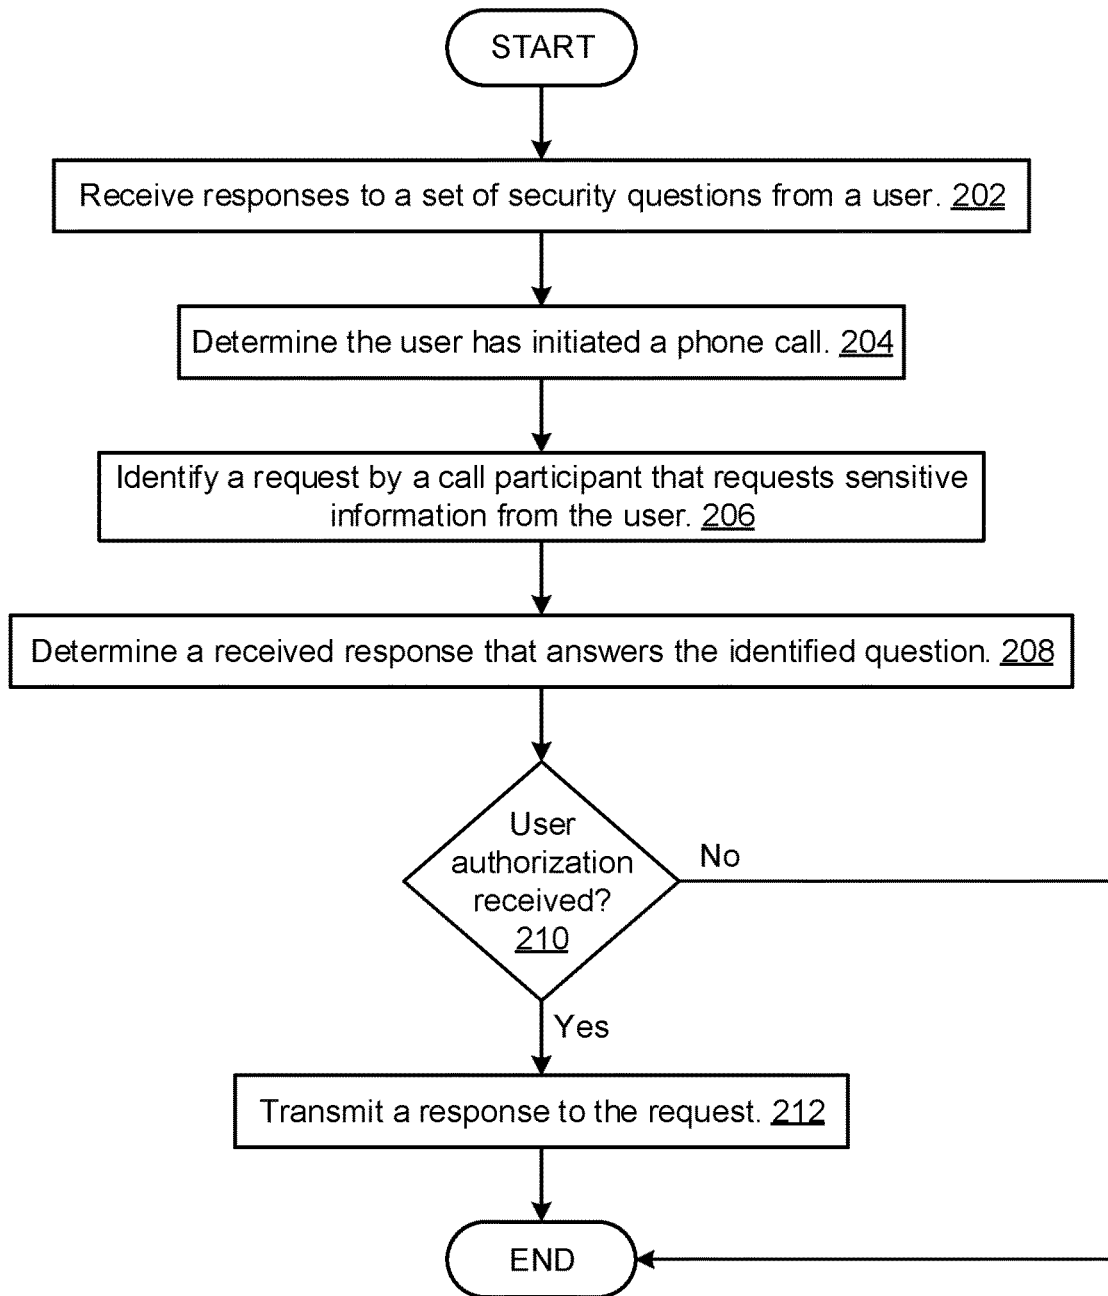 START
Receive responses to a set of security questions from a user. 202
Determine the user has initiated a phone call. 204
Identify a request by a call participant that requests sensitive
information from the user. 206
Determine a received response that answers the identified question. 208
User
authorization
received?
210
No
Yes
Transmit a response to the request. 212
END